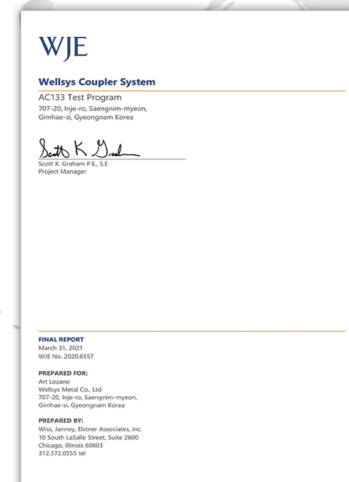 WJE
Wellsys Coupler System
AC133 Test Program
707-20, Inje-ro, Saengnim-myeon,
Gimhae-si, Gyeongnam Korea
Scott K. Graham P.E., S.E
Project Manager
FINAL REPORT
March 31, 2021
WJE No. 2020.6557
PREPARED FOR:
Art Lozano
Wellsys Metal Co., Ltd
707-20, Inje-ro, Saengnim-myeon,
Gimhae-si, Gyeongnam Korea
PREPARED BY:
Wiss, Janney, Elstner Associates, Inc.
10 South LaSalle Street, Suite 2600
Chicago, Illinois 60603
312.372.0555 tel